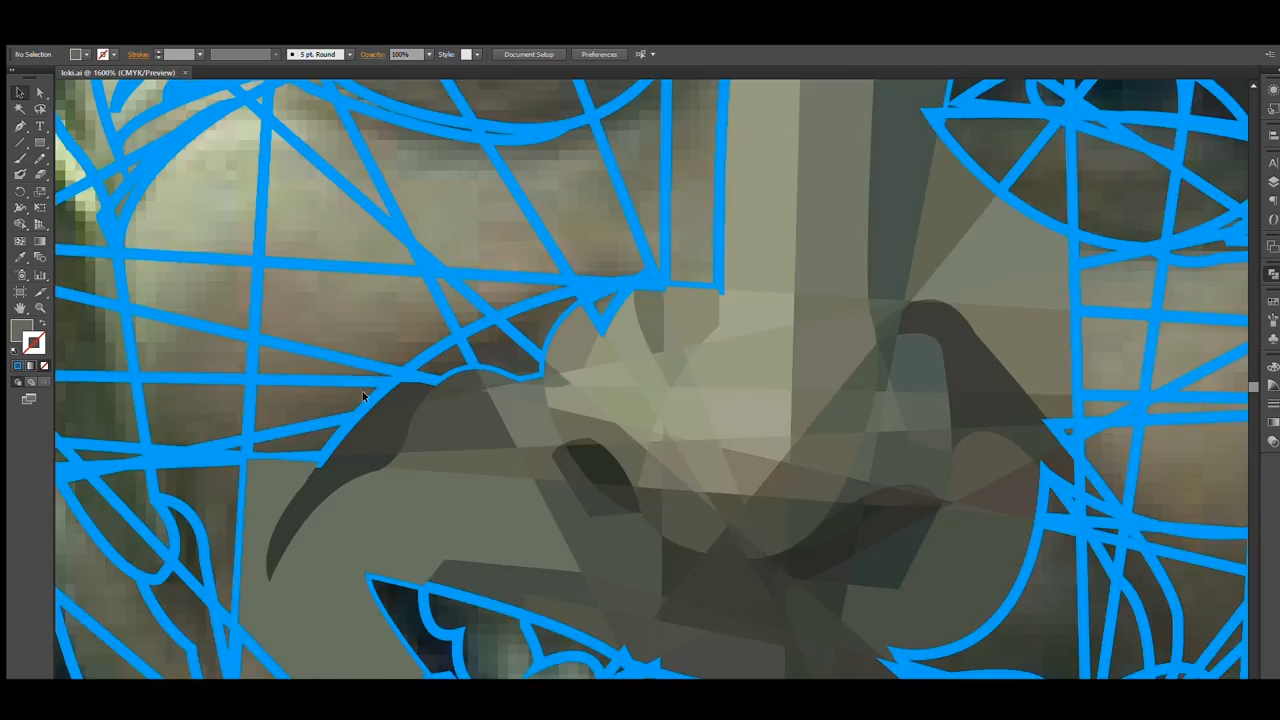 No Selection Stroke: 5 pt. Round Opacity: 100% Style: Document Setup Preferences
loki.ai @ 1600% (CMYK/Preview) ×